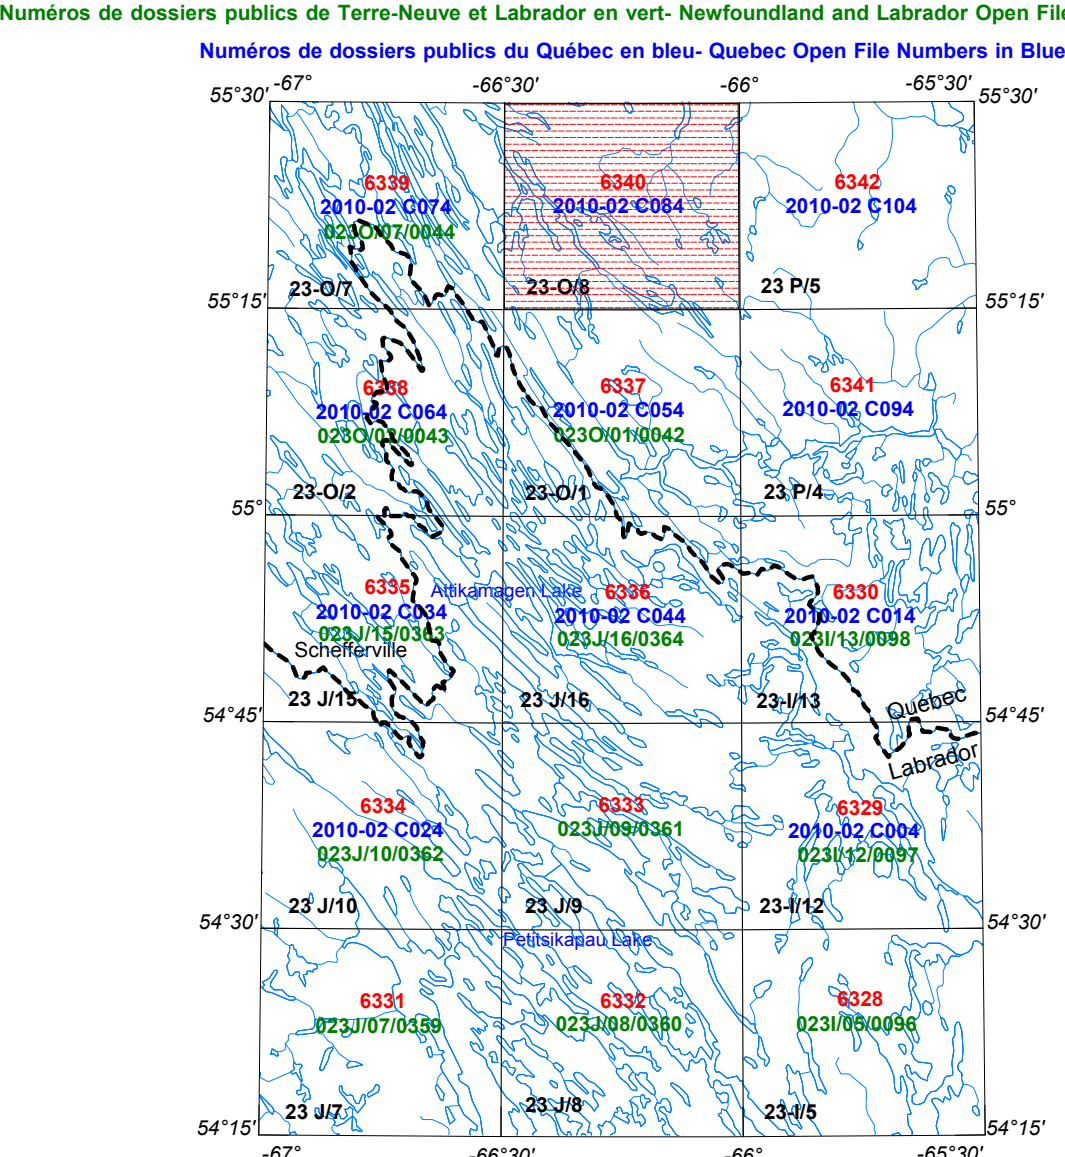 Numéros de dossiers publics de Terre-Neuve et Labrador en vert- Newfoundland and Labrador Open File
Numéros de dossiers publics du Québec en bleu- Quebec Open File Numbers in Blue
-67° -66°30' -66° -65°30'
55°30' 55°30'
6339 6340 6342
2010-02 C074 2010-02 C084 2010-02 C104
023O/07/0044
23-O/7 23-O/8 23 P/5
55°15' 55°15'
6338 6337 6341
2010-02 C064 2010-02 C054 2010-02 C094
023O/02/0043 023O/01/0042
23-O/2 23-O/1 23 P/4
55° 55°
6335 Attikamagen Lake 6336 6330
2010-02 C034 2010-02 C044 2010-02 C014
023J/15/0363 023J/16/0364 023I/13/0098
Schefferville
23 J/15 23 J/16 23-I/13 Québec
54°45' 54°45'
Labrador
6334 6333 6329
2010-02 C024 023J/09/0361 2010-02 C004
023J/10/0362 023I/12/0097
23 J/10 23 J/9 23-I/12
54°30' 54°30'
Petitsikapau Lake
6331 6332 6328
023J/07/0359 023J/08/0360 023I/05/0096
23 J/7 23 J/8 23-I/5
54°15' 54°15'
-67° -66°30' -66° -65°30'